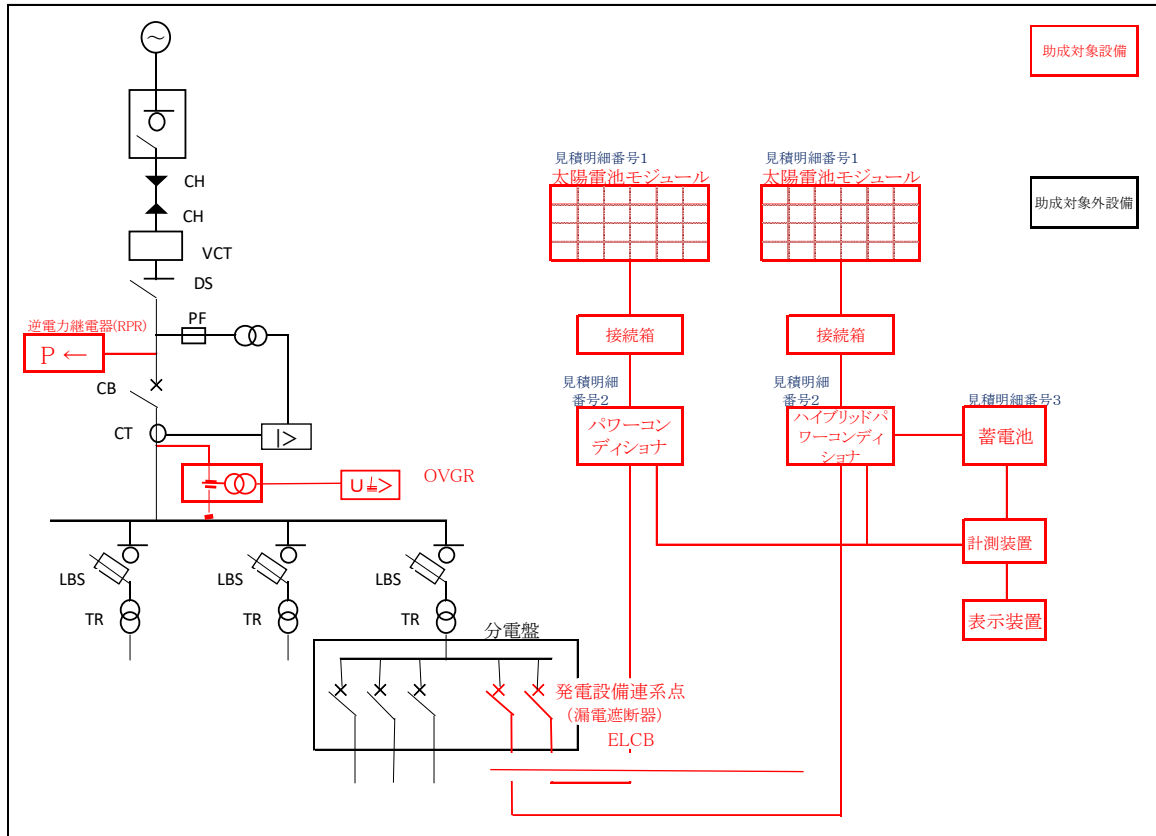 助成対象設備
助成対象外設備
CH
CH
VCT
DS
PF
逆電力継電器(RPR)
P ←
CB
CT
I>
U⏚>
OVGR
LBS
LBS
LBS
TR
TR
TR
分電盤
見積明細番号1
太陽電池モジュール
見積明細番号1
太陽電池モジュール
接続箱
接続箱
見積明細
番号2
パワーコン
ディショナ
見積明細
番号2
ハイブリッドパ
ワーコンディ
ショナ
見積明細番号3
蓄電池
計測装置
表示装置
発電設備連系点
(漏電遮断器)
ELCB